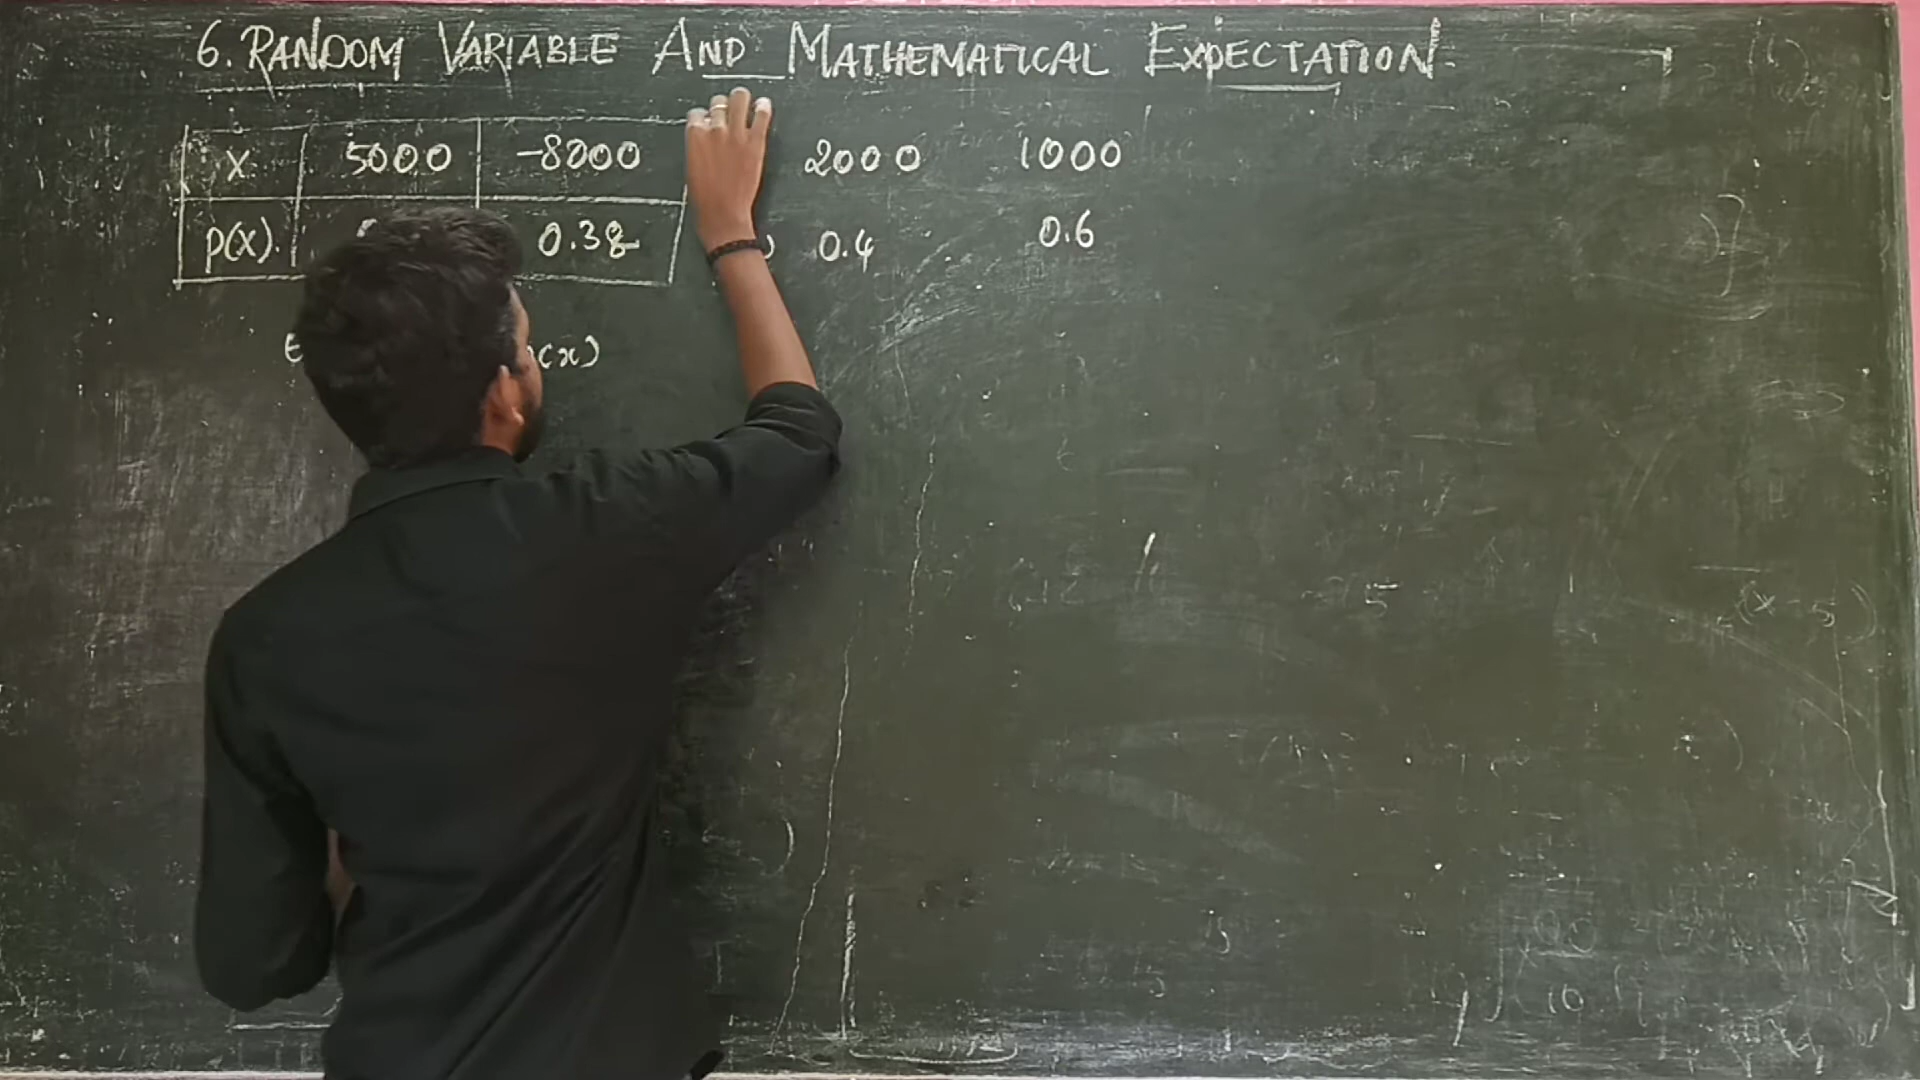 6. RANDOM VARIABLE AND MATHEMATICAL EXPECTATION.
X 5000 -8000 2000 1000
P(X). 0.38 0.4 0.6
(x)